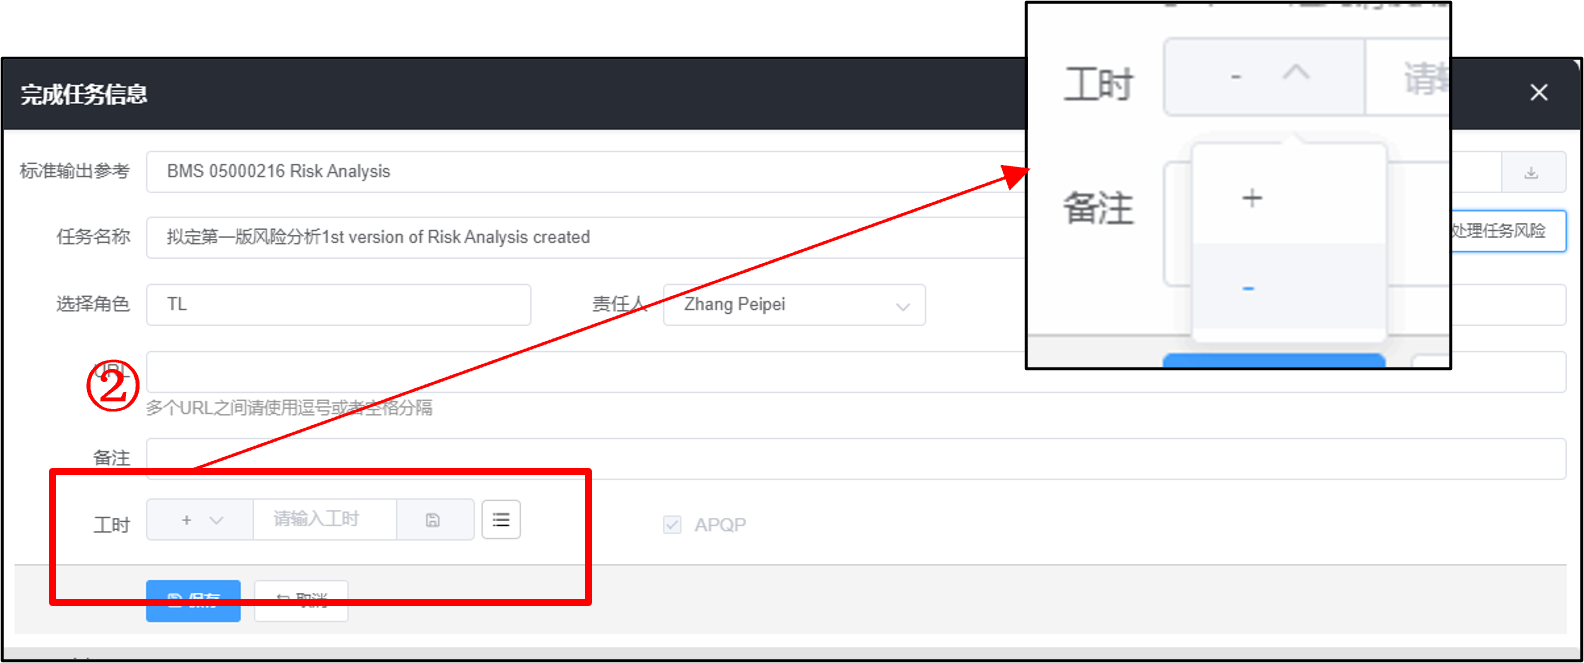 完成任务信息
标准输出参考 BMS 05000216 Risk Analysis
任务名称 拟定第一版风险分析1st version of Risk Analysis created
处理任务风险
选择角色 TL 责任人 Zhang Peipei
URL
②
多个URL之间请使用逗号或者空格分隔
备注
工时 + 请输入工时 APQP
保存 取消
工时 - 请输
+
备注
-